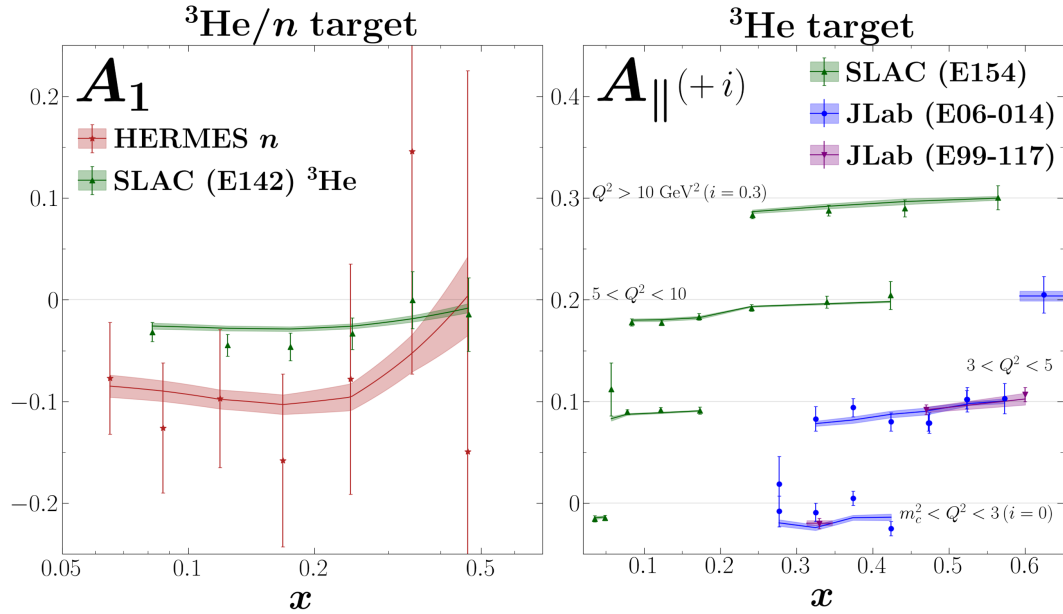 ³He/n target
A₁
HERMES n
SLAC (E142) ³He
0.2
0.1
0
−0.1
−0.2
0.05
0.1
0.2
0.5
x
³He target
A∥(+ i)
SLAC (E154)
JLab (E06-014)
JLab (E99-117)
Q² > 10 GeV² (i = 0.3)
5 < Q² < 10
3 < Q² < 5
m_c² < Q² < 3 (i = 0)
0.4
0.3
0.2
0.1
0
0.1
0.2
0.3
0.4
0.5
0.6
x